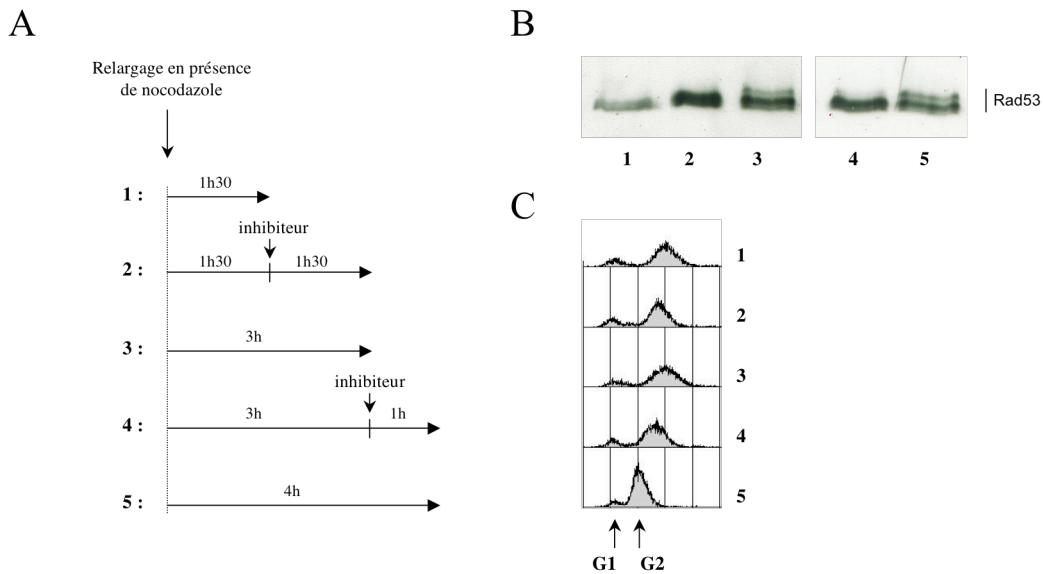 A
Relargage en présence
de nocodazole
1 :
1h30
inhibiteur
2 :
1h30
1h30
3 :
3h
inhibiteur
4 :
3h
1h
5 :
4h
B
Rad53
1 2 3 4 5
C
1
2
3
4
5
G1 G2